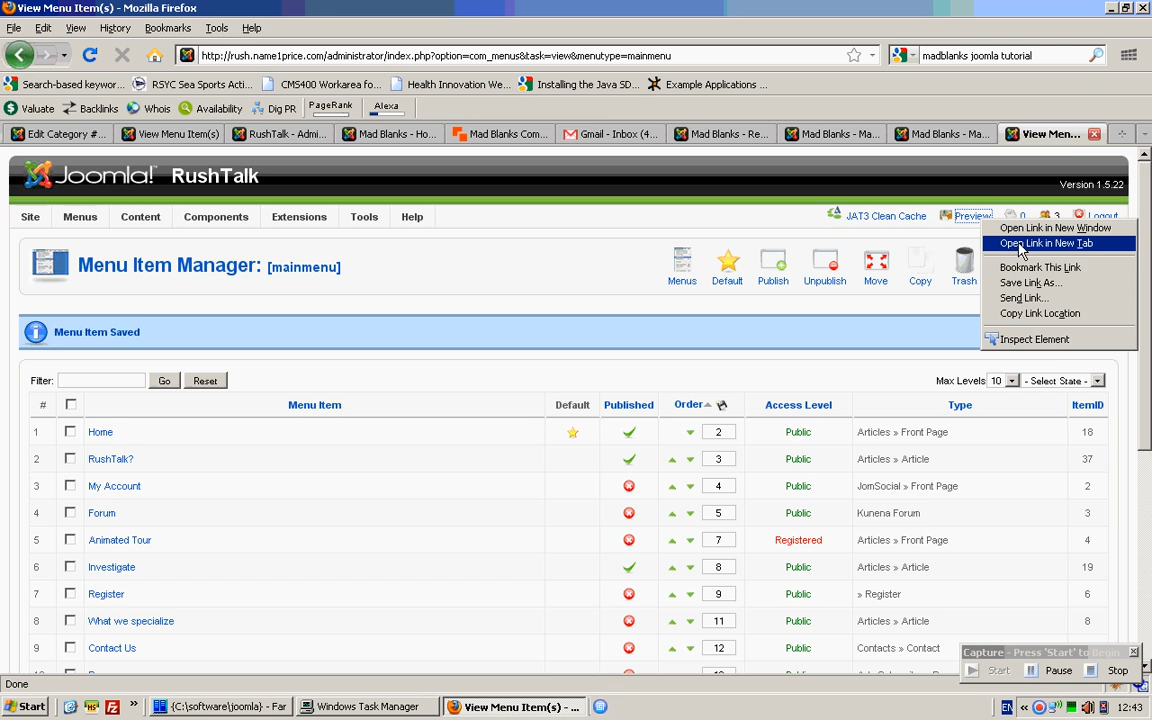 View Menu Item(s) - Mozilla Firefox
File Edit View History Bookmarks Tools Help
http://rush.name1price.com/administrator/index.php?option=com_menus&task=view&menutype=mainmenu
madblanks joomla tutorial
Search-based keywor... RSYC Sea Sports Acti... CMS400 Workarea fo... Health Innovation We... Installing the Java SD... Example Applications ...
Valuate Backlinks Whois Availability Dig PR PageRank Alexa
Edit Category #... View Menu Item(s) RushTalk - Admi... Mad Blanks - Ho... Mad Blanks Com... Gmail - Inbox (4... Mad Blanks - Re... Mad Blanks - Ma... Mad Blanks - Ma... View Men...
Joomla! RushTalk
Version 1.5.22
Site Menus Content Components Extensions Tools Help
JAT3 Clean Cache Preview 0 3 Logout
Open Link in New Window
Open Link in New Tab
Bookmark This Link
Save Link As...
Send Link...
Copy Link Location
Inspect Element
Menu Item Manager: [mainmenu]
Menus Default Publish Unpublish Move Copy Trash
Menu Item Saved
Filter: Go Reset
Max Levels 10 - Select State -
# Menu Item Default Published Order Access Level Type ItemID
1 Home 2 Public Articles » Front Page 18
2 RushTalk? 3 Public Articles » Article 37
3 My Account 4 Public JomSocial » Front Page 2
4 Forum 5 Public Kunena Forum 3
5 Animated Tour 7 Registered Articles » Front Page 4
6 Investigate 8 Public Articles » Article 19
7 Register 9 Public » Register 6
8 What we specialize 11 Public Articles » Article 8
9 Contact Us 12 Public Contacts » Contact
Capture - Press 'Start' to Begin
Start Pause Stop
Done
Start {C:\software\joomla} - Far Windows Task Manager View Menu Item(s) - ... EN 12:43